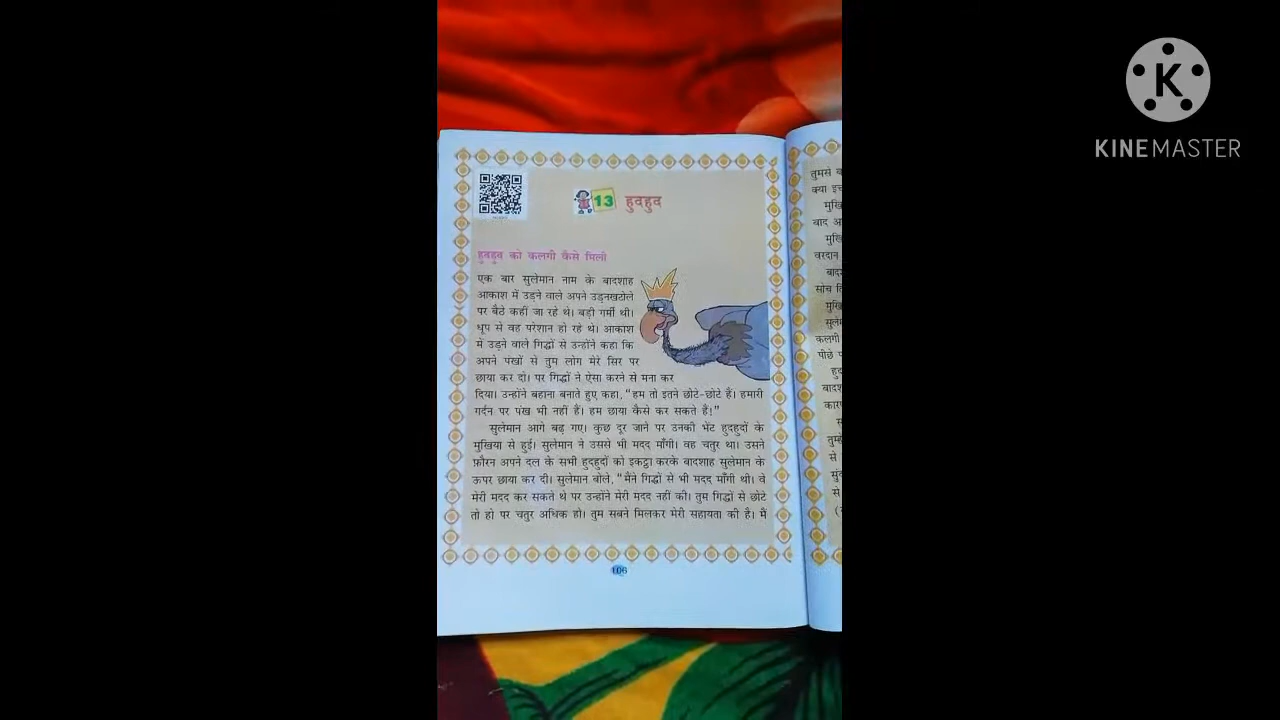 13 हुदहुद
हुदहुद को कलगी कैसे मिली
एक बार सुलेमान नाम के बादशाह
आकाश में उड़ने वाले अपने उड़नखटोले
पर बैठे कहीं जा रहे थे। बड़ी गर्मी थी।
धूप से वह परेशान हो रहे थे। आकाश
में उड़ने वाले गिद्धों से उन्होंने कहा कि
अपने पंखों से तुम लोग मेरे सिर पर
छाया कर दो। पर गिद्धों ने ऐसा करने से मना कर
दिया। उन्होंने बहाना बनाते हुए कहा, "हम तो इतने छोटे-छोटे हैं। हमारी
गर्दन पर पंख भी नहीं हैं। हम छाया कैसे कर सकते हैं!"
सुलेमान आगे बढ़ गए। कुछ दूर जाने पर उनकी भेंट हुदहुदों के
मुखिया से हुई। सुलेमान ने उससे भी मदद माँगी। वह चतुर था। उसने
फ़ौरन अपने दल के सभी हुदहुदों को इकट्ठा करके बादशाह सुलेमान के
ऊपर छाया कर दी। सुलेमान बोले, "मैंने गिद्धों से भी मदद माँगी थी। वे
मेरी मदद कर सकते थे पर उन्होंने मेरी मदद नहीं की। तुम गिद्धों से छोटे
तो हो पर चतुर अधिक हो। तुम सबने मिलकर मेरी सहायता की है। मैं
106
तुमसे
मुखि
बाद
मुखि
वरदान
बाद
सोच
मुखि
सुले
कलगी
पीछे
हु
बादश
कार
तुम्हें
से
सुं
से
KINEMASTER